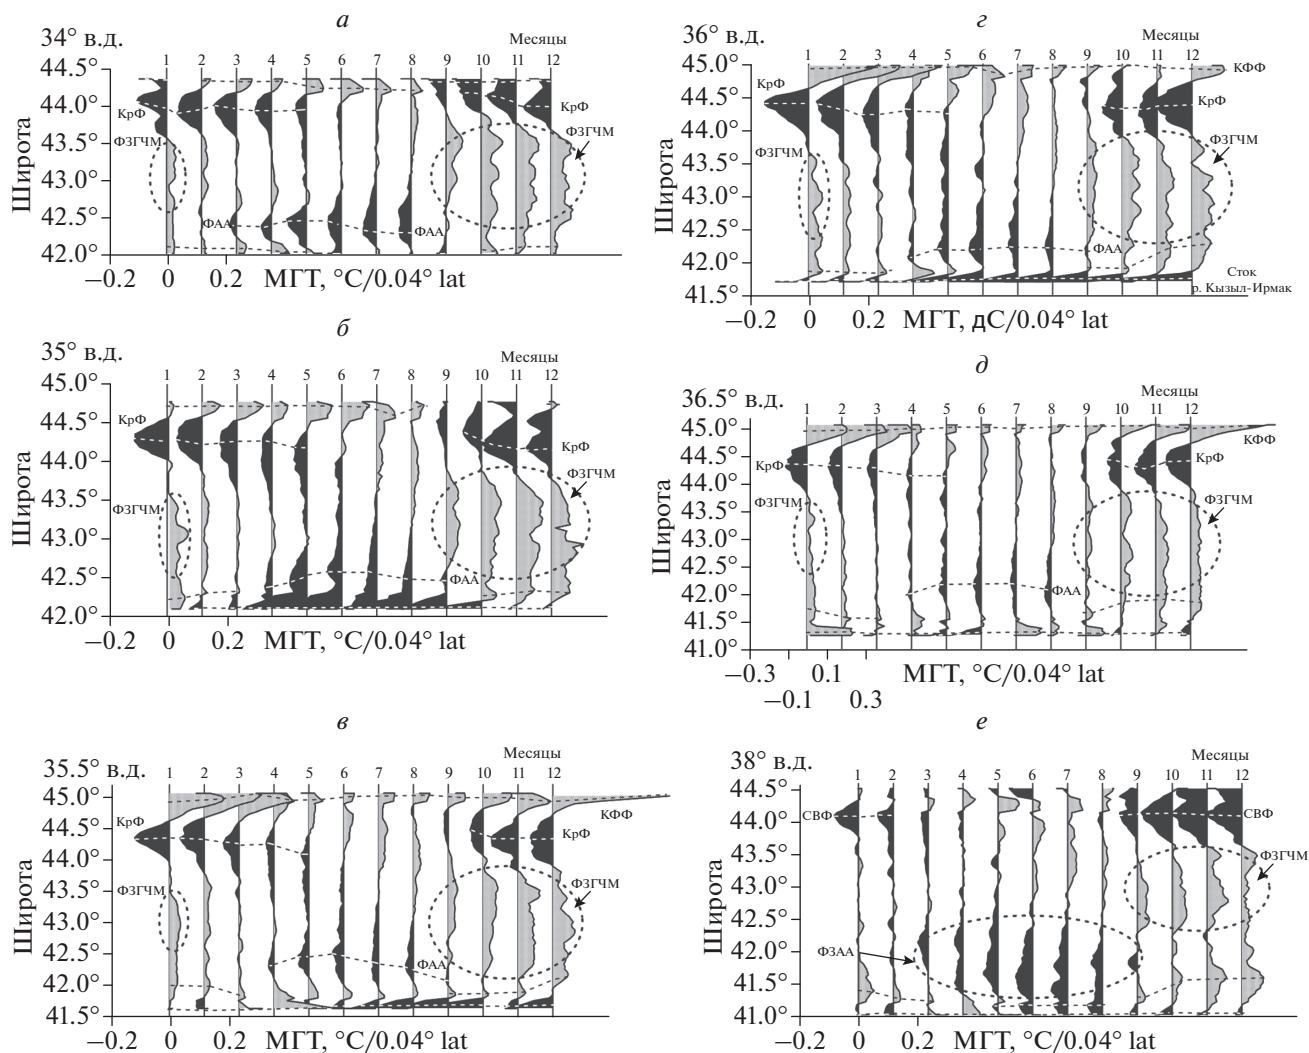 а
34° в.д.
Месяцы
1 2 3 4 5 6 7 8 9 10 11 12
44.5°
44.0°
43.5°
43.0°
42.5°
42.0°
Широта
КрФ
КрФ
ФЗГЧМ
ФЗГЧМ
ФАА
ФАА
−0.2 0 0.2 МГТ, °C/0.04° lat
б
35° в.д.
Месяцы
1 2 3 4 5 6 7 8 9 10 11 12
45.0°
44.5°
44.0°
43.5°
43.0°
42.5°
42.0°
Широта
КрФ
КрФ
ФЗГЧМ
ФЗГЧМ
ФАА
−0.2 0 0.2 МГТ, °C/0.04° lat
в
35.5° в.д.
Месяцы
1 2 3 4 5 6 7 8 9 10 11 12
45.0°
44.5°
44.0°
43.5°
43.0°
42.5°
42.0°
41.5°
Широта
КФФ
КрФ
КрФ
ФЗГЧМ
ФЗГЧМ
ФАА
−0.2 0 0.2 МГТ, °C/0.04° lat
г
36° в.д.
Месяцы
1 2 3 4 5 6 7 8 9 10 11 12
45.0°
44.5°
44.0°
43.5°
43.0°
42.5°
42.0°
41.5°
Широта
КФФ
КрФ
КрФ
ФЗГЧМ
ФЗГЧМ
ФАА
Сток
р. Кызыл-Ирмак
−0.2 0 0.2 МГТ, дС/0.04° lat
д
36.5° в.д.
Месяцы
1 2 3 4 5 6 7 8 9 10 11 12
45.0°
44.5°
44.0°
43.5°
43.0°
42.5°
42.0°
41.5°
41.0°
Широта
КФФ
КрФ
КрФ
ФЗГЧМ
ФЗГЧМ
ФАА
−0.3 0.1 МГТ, °C/0.04° lat
−0.1 0.3
е
38° в.д.
Месяцы
1 2 3 4 5 6 7 8 9 10 11 12
44.5°
44.0°
43.5°
43.0°
42.5°
42.0°
41.5°
41.0°
Широта
СВФ
СВФ
ФЗГЧМ
ФЗАА
−0.2 0 0.2 МГТ, °C/0.04° lat